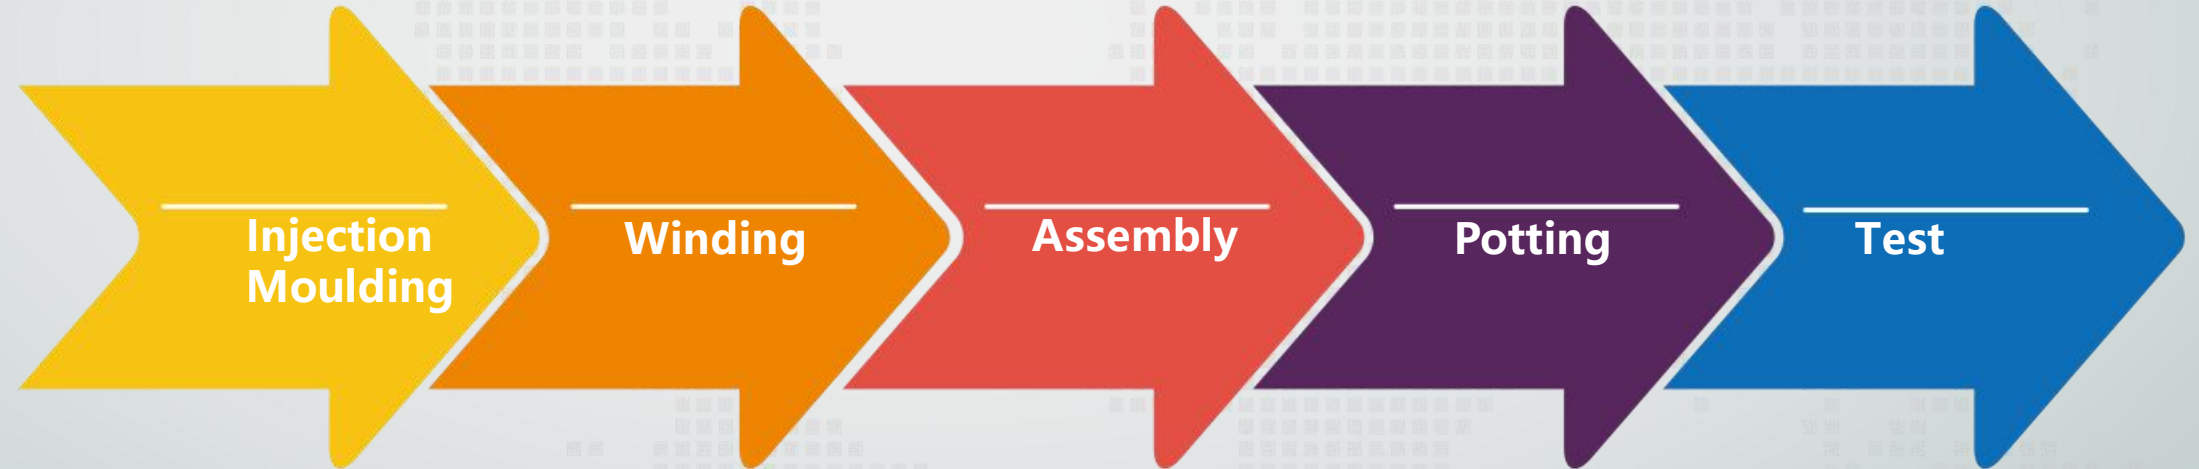 Injection
Moulding
Winding
Assembly
Potting
Test